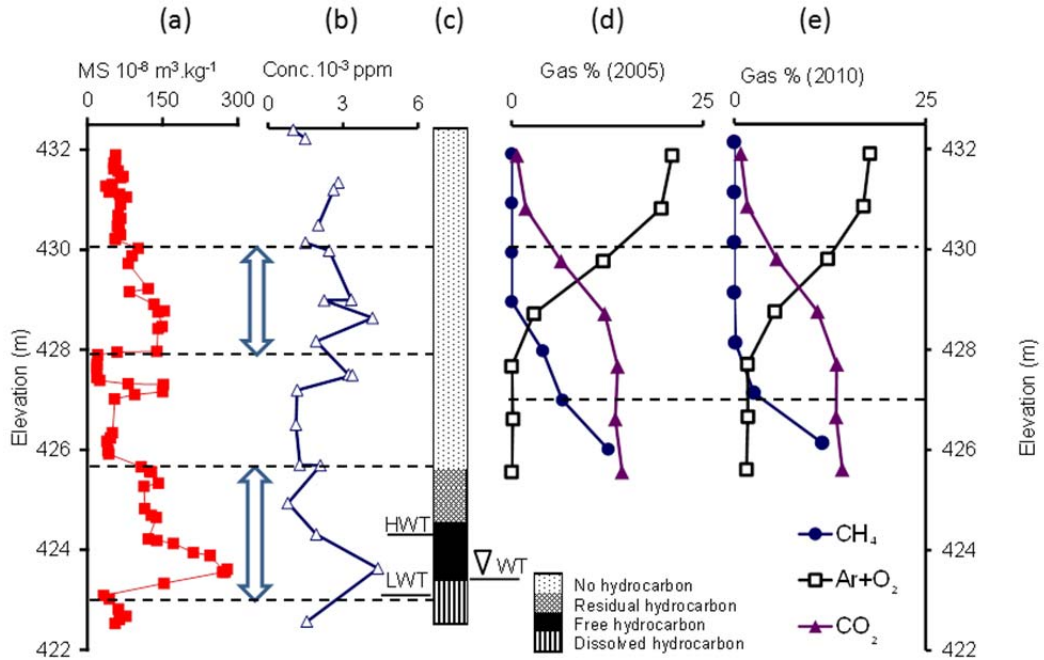 (a) (b) (c) (d) (e)
MS 10-8 m3.kg-1 Conc.10-3 ppm Gas % (2005) Gas % (2010)
0 150 300 0 3 6 0 25 0 25
432 432
430 430
428 428
426 426
424 424
422 422
Elevation (m) Elevation (m)
HWT
LWT
WT
No hydrocarbon
Residual hydrocarbon
Free hydrocarbon
Dissolved hydrocarbon
CH4
Ar+O2
CO2